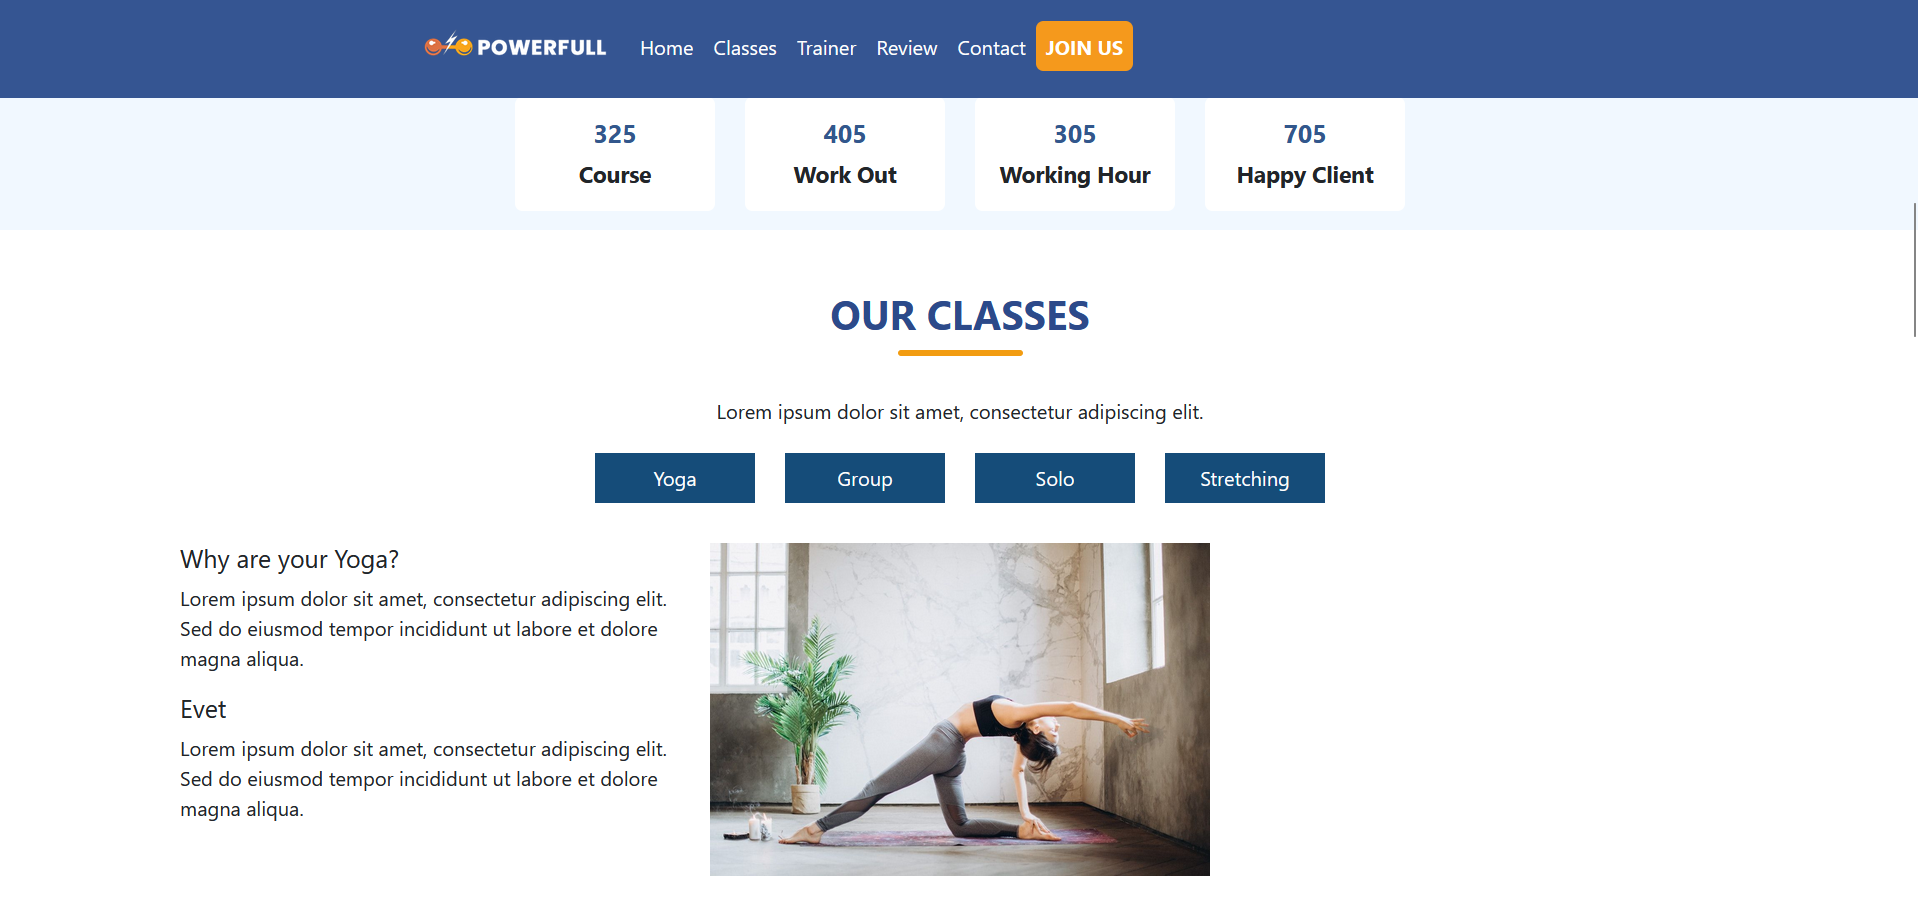 POWERFULL Home Classes Trainer Review Contact JOIN US
325 405 305 705
Course Work Out Working Hour Happy Client
OUR CLASSES
Lorem ipsum dolor sit amet, consectetur adipiscing elit.
Yoga Group Solo Stretching
Why are your Yoga?
Lorem ipsum dolor sit amet, consectetur adipiscing elit.
Sed do eiusmod tempor incididunt ut labore et dolore
magna aliqua.
Evet
Lorem ipsum dolor sit amet, consectetur adipiscing elit.
Sed do eiusmod tempor incididunt ut labore et dolore
magna aliqua.